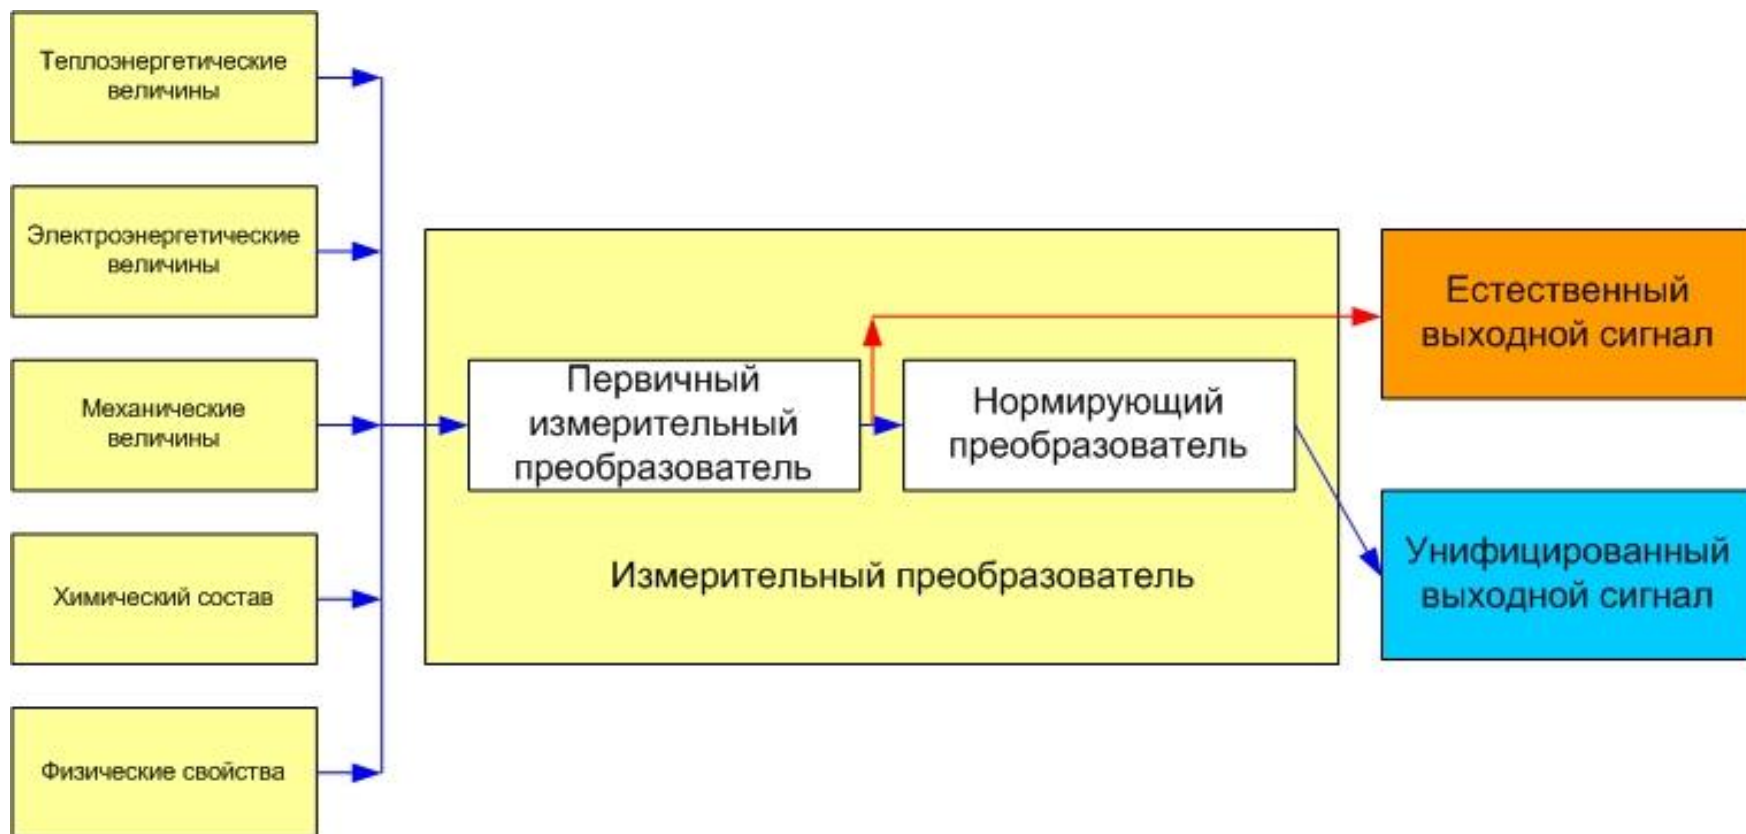 Теплоэнергетические
величины
Электроэнергетические
величины
Механические
величины
Химический состав
Физические свойства
Первичный
измерительный
преобразователь
Нормирующий
преобразователь
Измерительный преобразователь
Естественный
выходной сигнал
Унифицированный
выходной сигнал